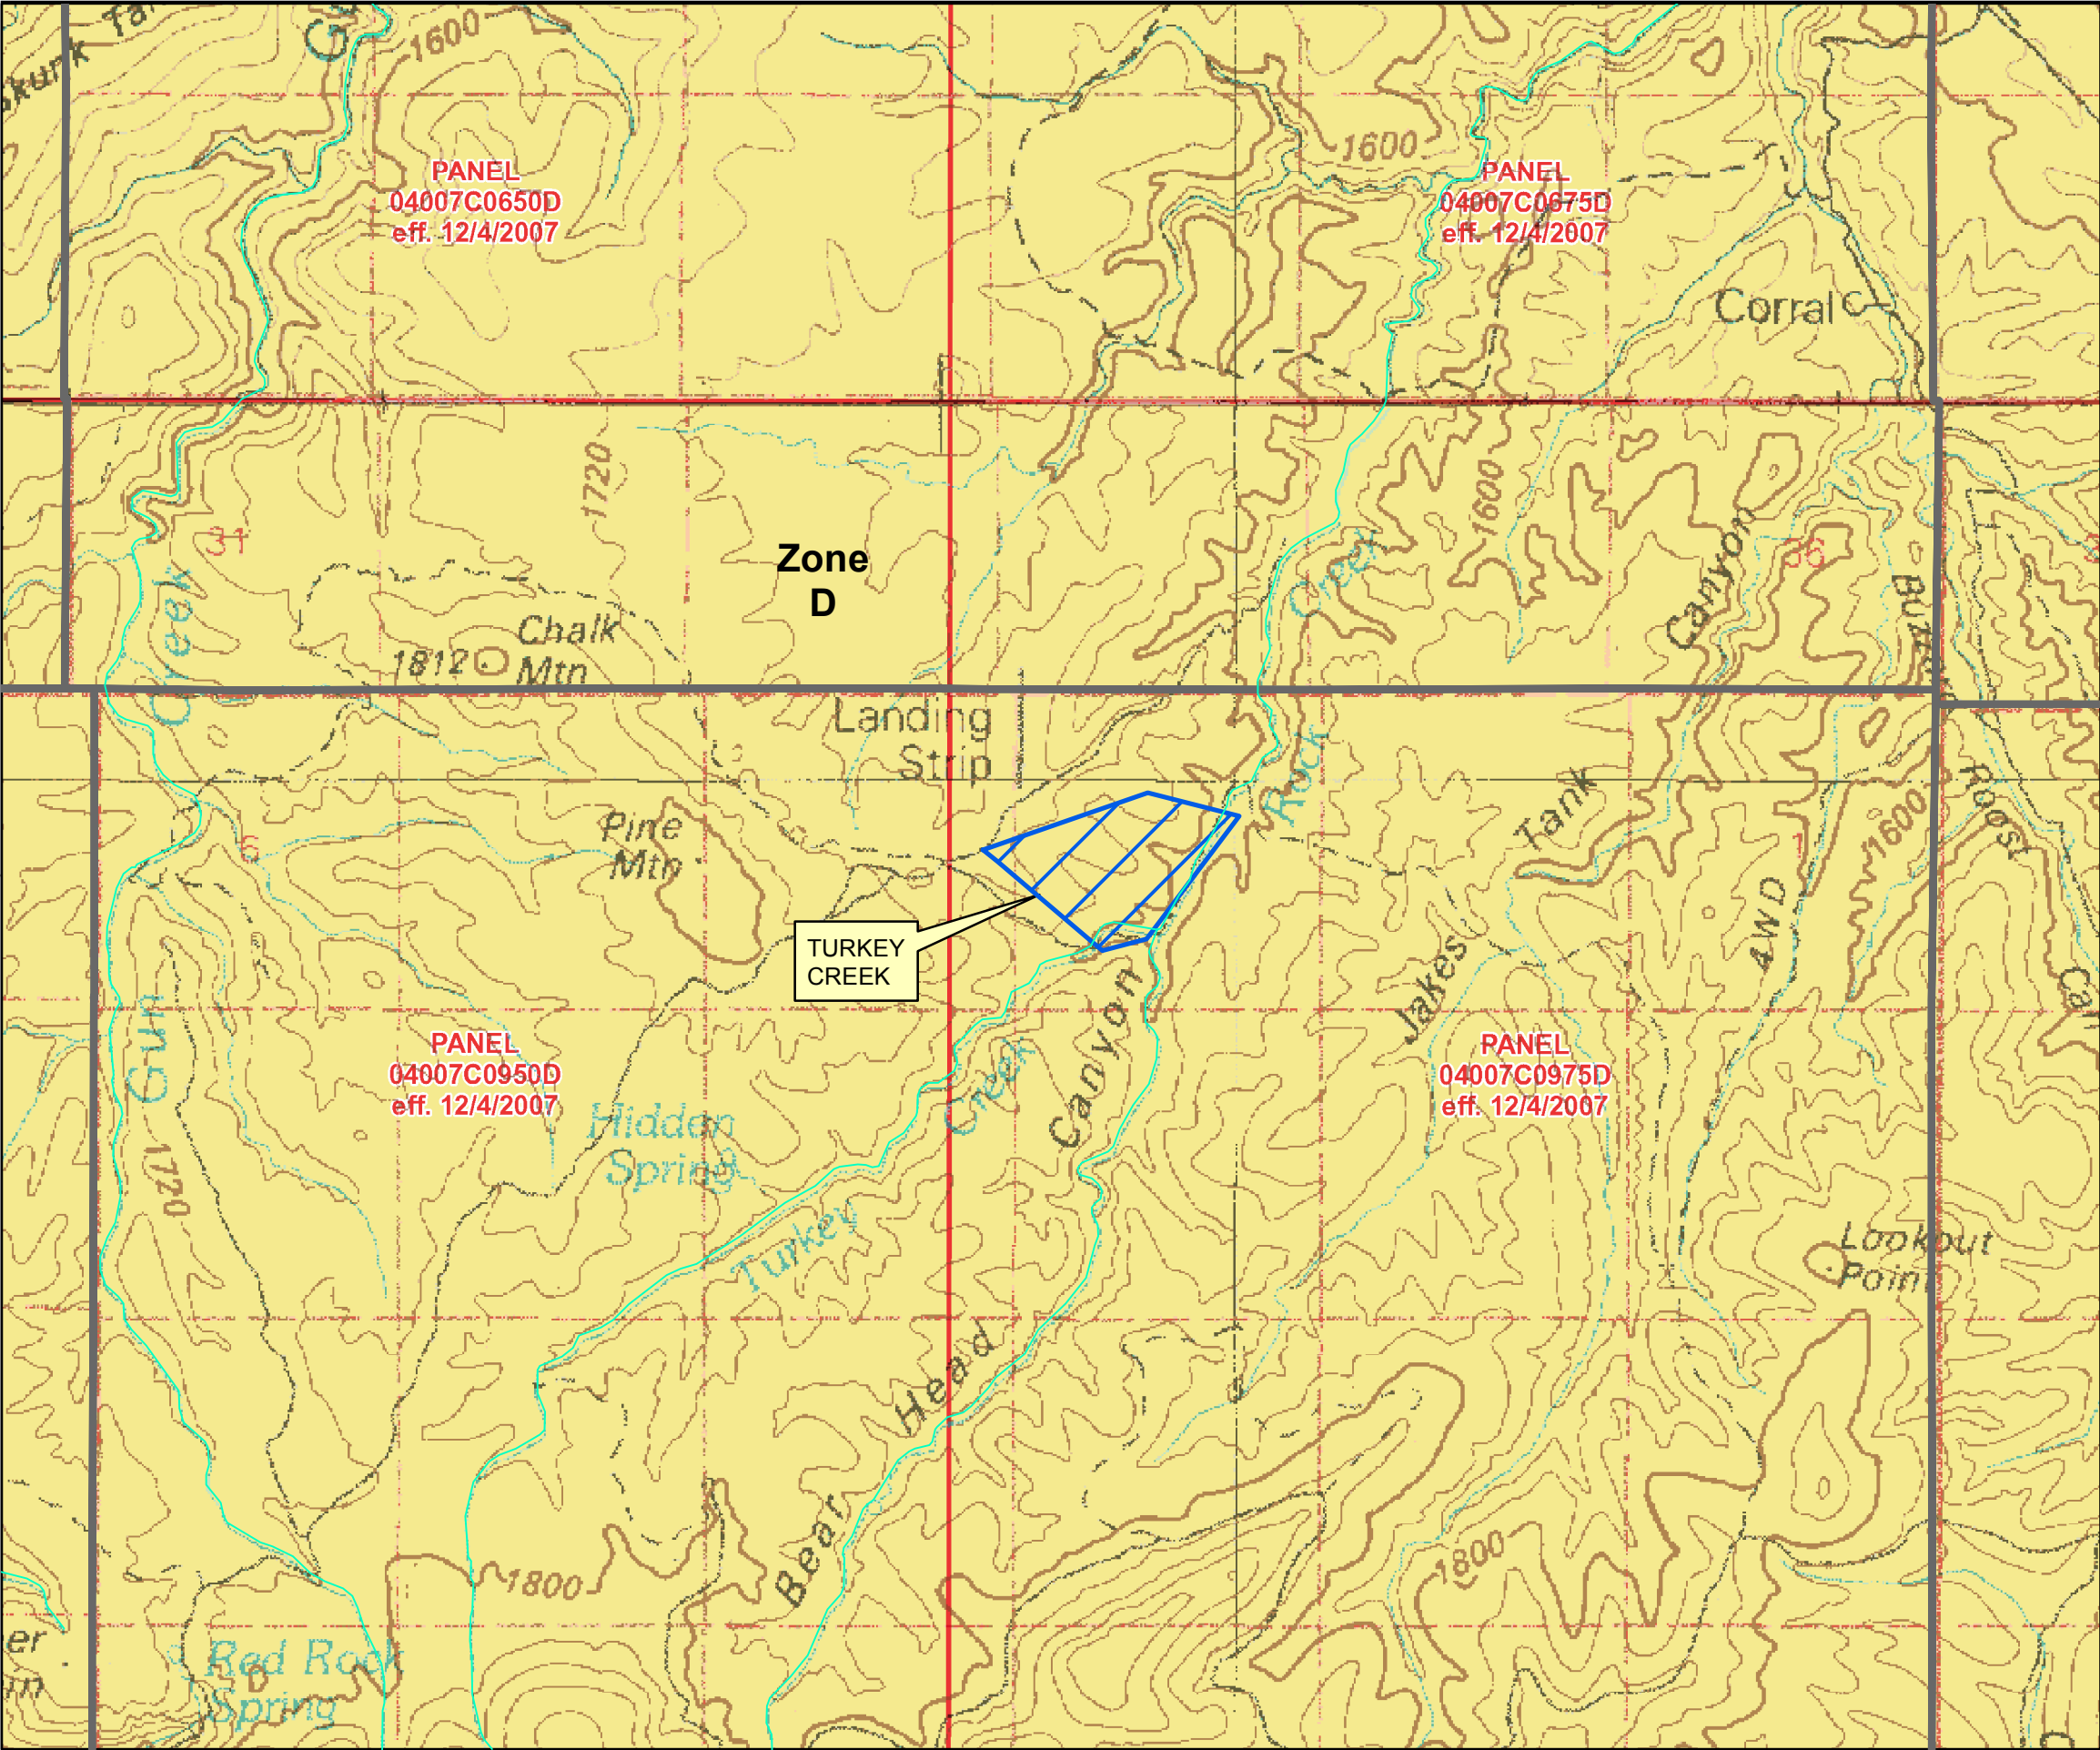 1600
1600
PANEL
04007C0650D
eff. 12/4/2007
PANEL
04007C0675D
eff. 12/4/2007
Corral
1720
1600
31
36
Zone
D
Creek
Creek
Canyon
Chalk
1812 Mtn
Landing
Strip
Rock
Pine
Mtn
6
Tank
1
1600
Roost
4WD
TURKEY
CREEK
Jakes
Canyon
Gun
PANEL
04007C0950D
eff. 12/4/2007
PANEL
04007C0975D
eff. 12/4/2007
Creek
Hidden
Spring
1720
Turkey
Lookout
Point
Head
Bear
1800
1800
Red Rock
Spring